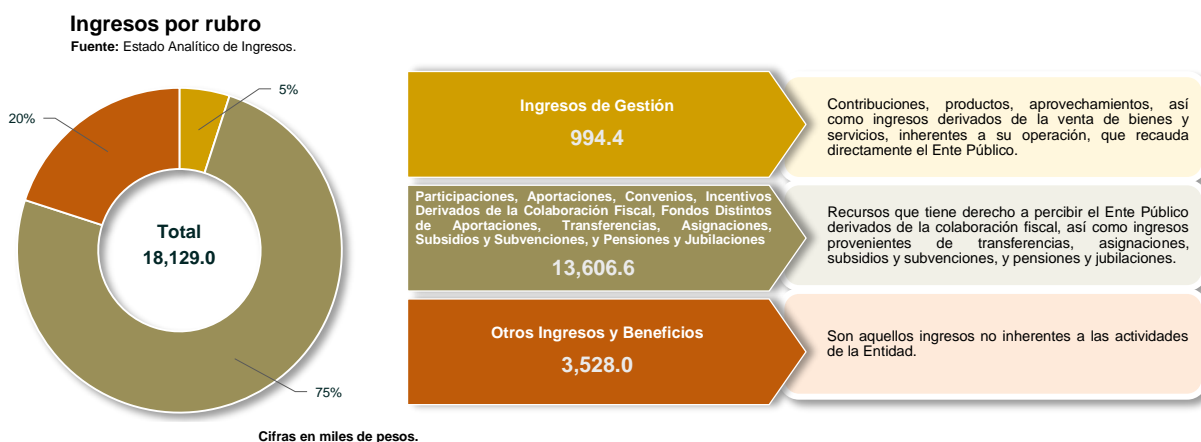 Ingresos por rubro
Fuente: Estado Analítico de Ingresos.
5%
20%
75%
Total
18,129.0
Ingresos de Gestión
994.4
Contribuciones, productos, aprovechamientos, así
como ingresos derivados de la venta de bienes y
servicios, inherentes a su operación, que recauda
directamente el Ente Público.
Participaciones, Aportaciones, Convenios, Incentivos
Derivados de la Colaboración Fiscal, Fondos Distintos
de Aportaciones, Transferencias, Asignaciones,
Subsidios y Subvenciones, y Pensiones y Jubilaciones
13,606.6
Recursos que tiene derecho a percibir el Ente Público
derivados de la colaboración fiscal, así como ingresos
provenientes de transferencias, asignaciones,
subsidios y subvenciones, y pensiones y jubilaciones.
Otros Ingresos y Beneficios
3,528.0
Son aquellos ingresos no inherentes a las actividades
de la Entidad.
Cifras en miles de pesos.